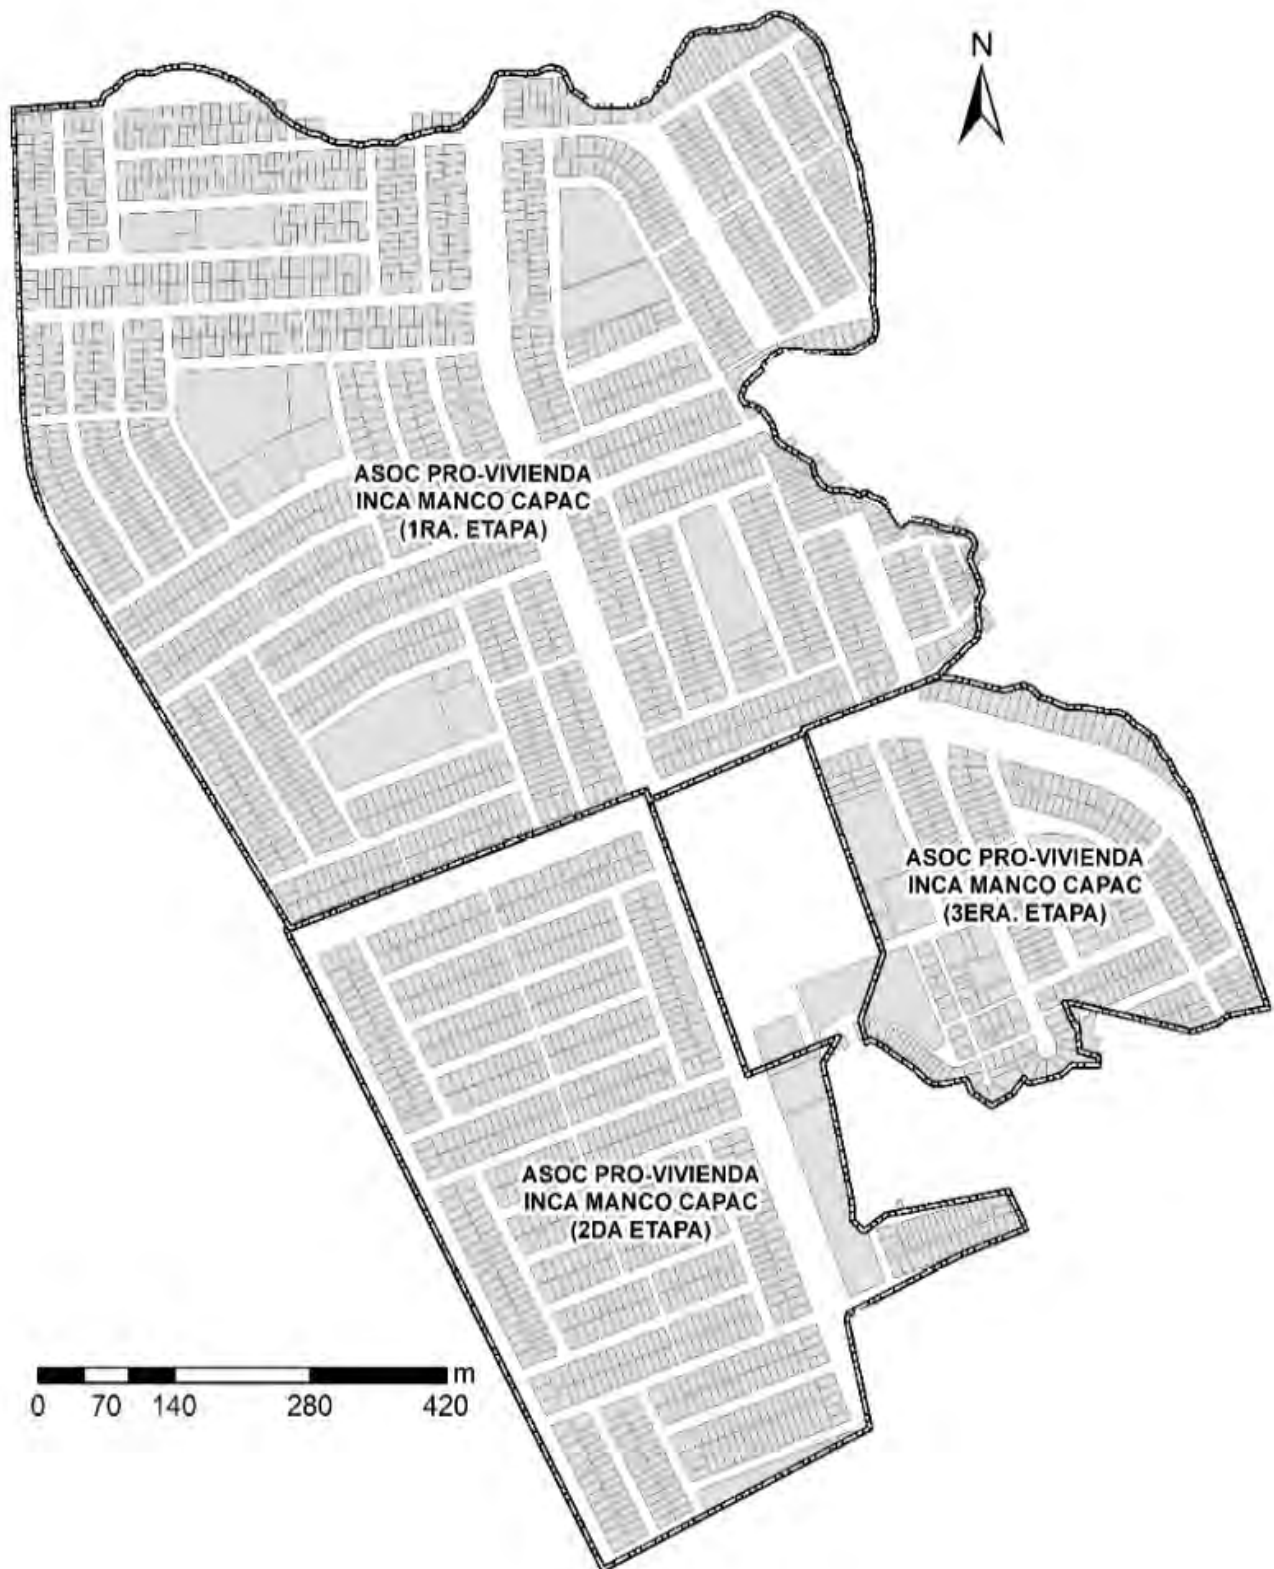 N
ASOC PRO-VIVIENDA
INCA MANCO CAPAC
(1RA. ETAPA)
ASOC PRO-VIVIENDA
INCA MANCO CAPAC
(3ERA. ETAPA)
ASOC PRO-VIVIENDA
INCA MANCO CAPAC
(2DA ETAPA)
m
0 70 140 280 420